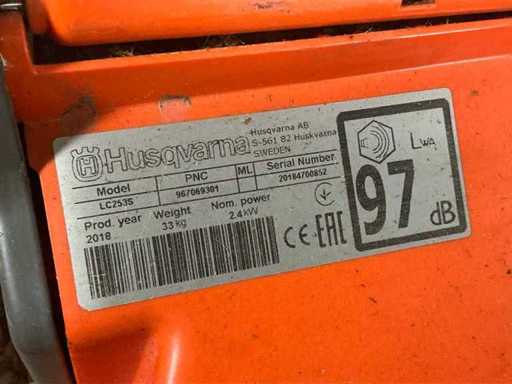 Husqvarna
Husqvarna AB
S-561 82 Huskvarna
SWEDEN
Model PNC ML Serial Number
LC253S 967069301 20184700852
Prod. year Weight Nom. power
2018 33 kg 2.4 kW
CE EAC
LWA
97
dB